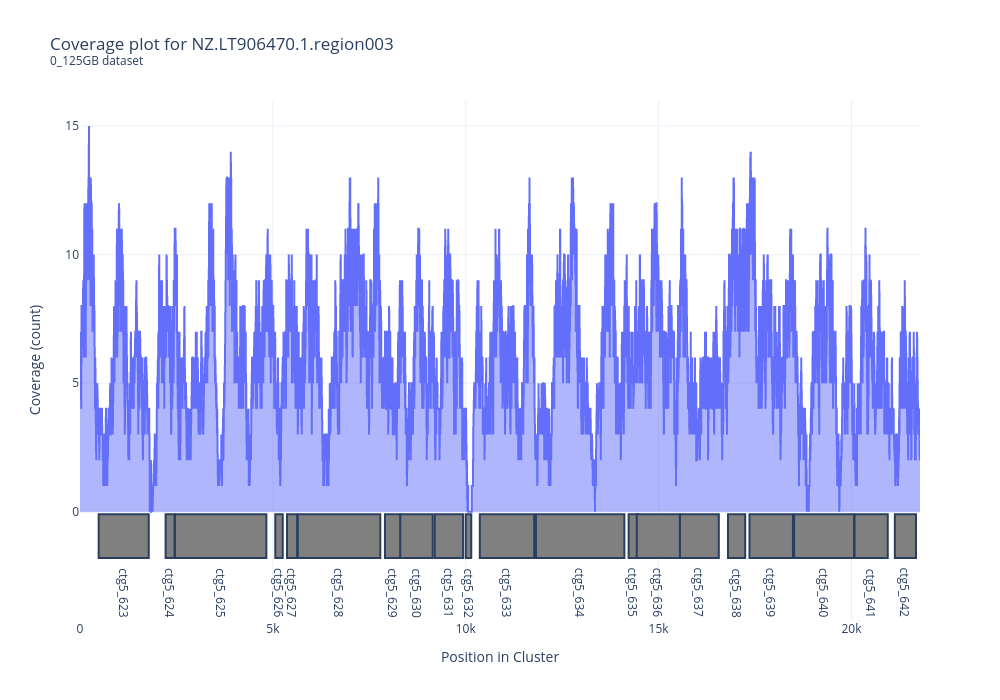 Coverage plot for NZ.LT906470.1.region003
0_125GB dataset
15
10
5
0
Coverage (count)
ctg5_623
ctg5_624
ctg5_625
ctg5_626
ctg5_627
ctg5_628
ctg5_629
ctg5_630
ctg5_631
ctg5_632
ctg5_633
ctg5_634
ctg5_635
ctg5_636
ctg5_637
ctg5_638
ctg5_639
ctg5_640
ctg5_641
ctg5_642
0 5k 10k 15k 20k
Position in Cluster